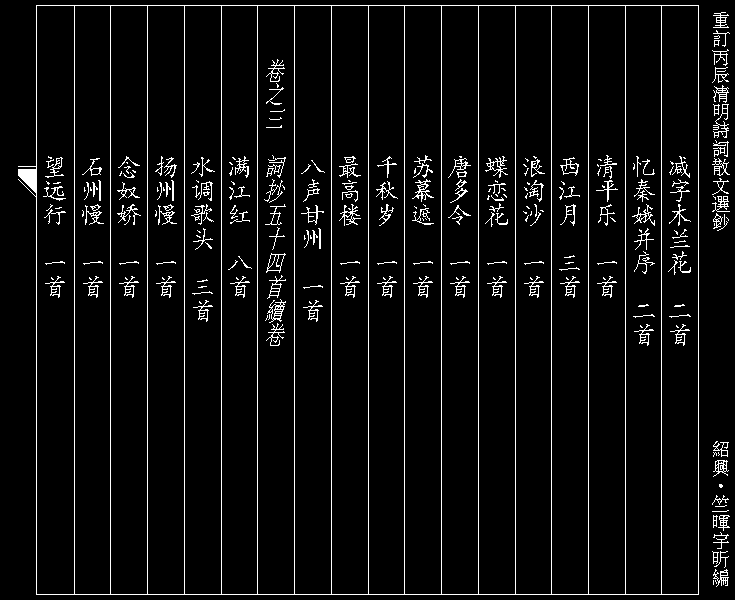 重訂丙辰清明詩詞散文選鈔
紹興·竺暉宇昕編
减字木兰花 二首
忆秦娥并序 二首
清平乐 一首
西江月 三首
浪淘沙 一首
蝶恋花 一首
唐多令 一首
苏幕遮 一首
千秋岁 一首
最高楼 一首
八声甘州 一首
卷之三 詞抄五十四首續卷
满江红 八首
水调歌头 三首
扬州慢 一首
念奴娇 一首
石州慢 一首
望远行 一首